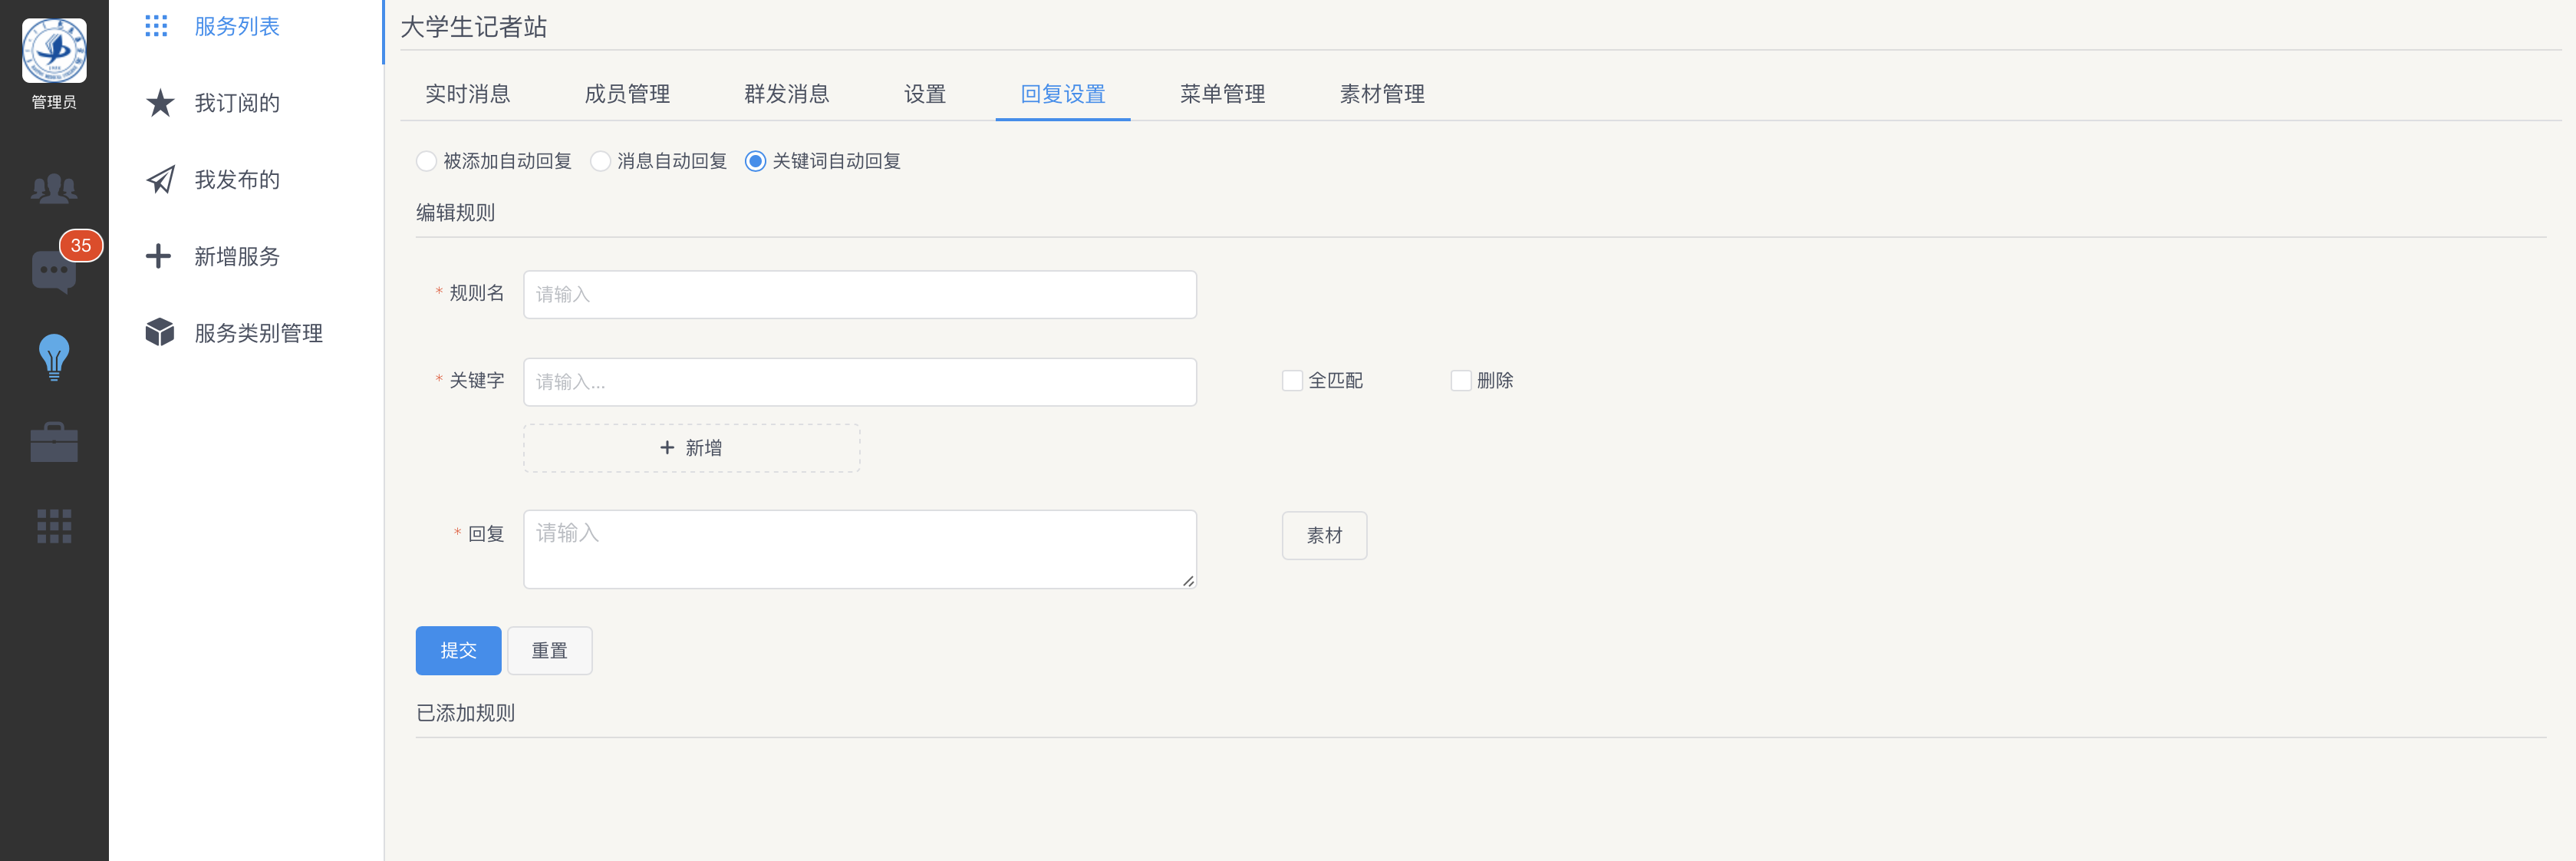 管理员
35
服务列表
我订阅的
我发布的
新增服务
服务类别管理
大学生记者站
实时消息 成员管理 群发消息 设置 回复设置 菜单管理 素材管理
被添加自动回复 消息自动回复 关键词自动回复
编辑规则
* 规则名 请输入
* 关键字 请输入... 全匹配 删除
+ 新增
* 回复 请输入 素材
提交 重置
已添加规则